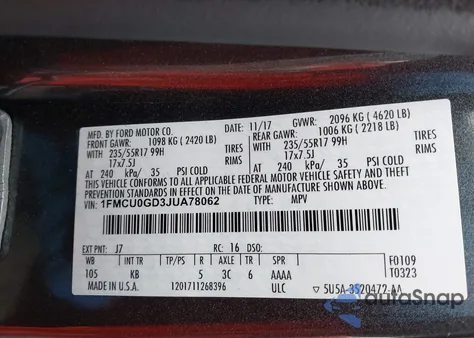 MFD. BY FORD MOTOR CO. 11/17 GVWR: 2096 KG (4620 LB)
FRONT GAWR: 1098 KG (2420 LB) REAR GAWR: 1006 KG (2218 LB)
WITH 235/55R17 99H TIRES WITH 235/55R17 99H TIRES
17x7.5J RIMS 17x7.5J RIMS
AT 240 kPa/ 35 PSI COLD AT 240 kPa/ 35 PSI COLD
THIS VEHICLE CONFORMS TO ALL APPLICABLE FEDERAL MOTOR VEHICLE SAFETY, BUMPER, AND THEFT
PREVENTION STANDARDS IN EFFECT ON THE DATE OF MANUFACTURE SHOWN ABOVE.
VIN: 1FMCU0GD3JUA78062 TYPE: MPV
EXT PNT: J7 RC: 16 DSO:
WB INT TR TP/PS R AXLE TR SPR F0109
105 KB 5 3C 6 AAAA T0323
MADE IN U.S.A. 1201711268396 ULC ▽ 5U5A-3520472-AA
autoSnap